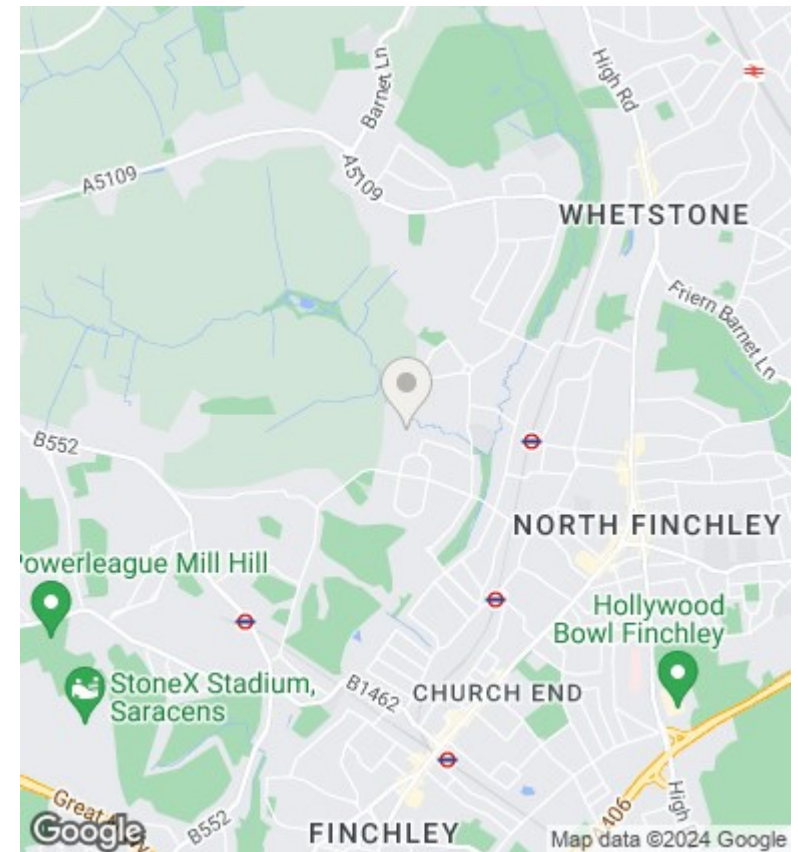 Barnet Ln
High Rd
A5109
A5109
WHETSTONE
Friern Barnet Ln
B552
NORTH FINCHLEY
Powerleague Mill Hill
Hollywood
Bowl Finchley
StoneX Stadium,
Saracens
B1462
CHURCH END
Great
B552
FINCHLEY
A406
High
Google
Map data ©2024 Google